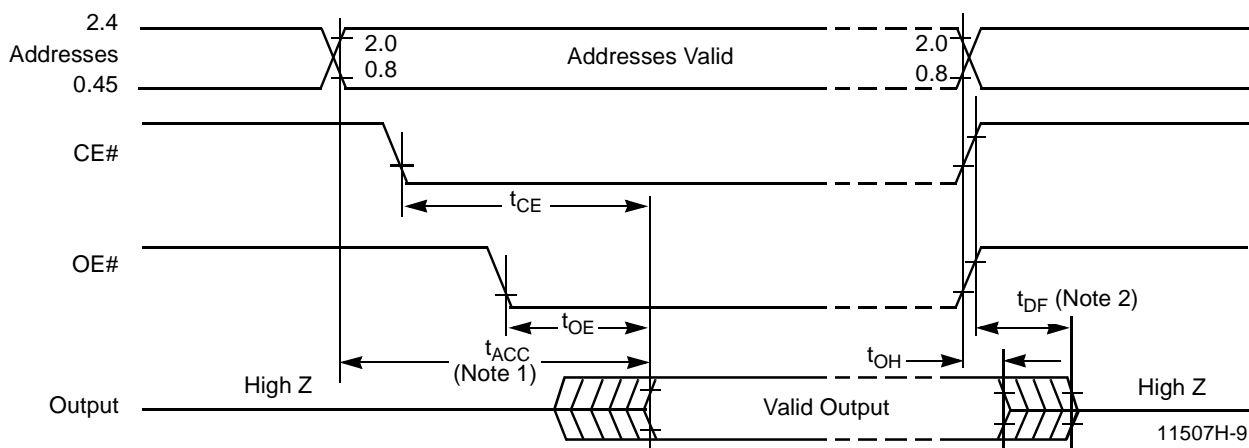 2.4
Addresses
0.45
2.0
0.8
Addresses Valid
2.0
0.8
CE#
tCE
OE#
tDF (Note 2)
tOE
tACC
(Note 1)
tOH
High Z
High Z
Output
Valid Output
11507H-9